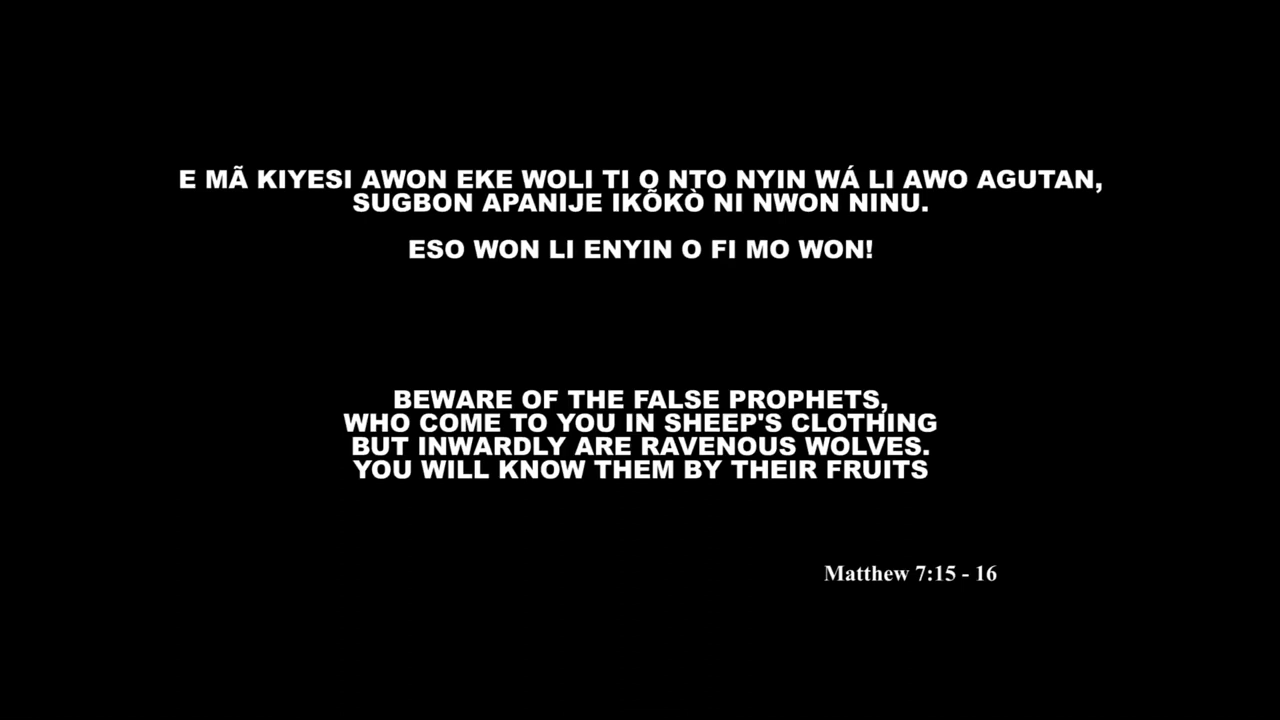 E MÃ KIYESI AWON EKE WOLI TI O NTO NYIN WÁ LI AWO AGUTAN,
SUGBON APANIJE IKÕKÒ NI NWON NINU.
ESO WON LI ENYIN O FI MO WON!
BEWARE OF THE FALSE PROPHETS,
WHO COME TO YOU IN SHEEP'S CLOTHING
BUT INWARDLY ARE RAVENOUS WOLVES.
YOU WILL KNOW THEM BY THEIR FRUITS
Matthew 7:15 - 16